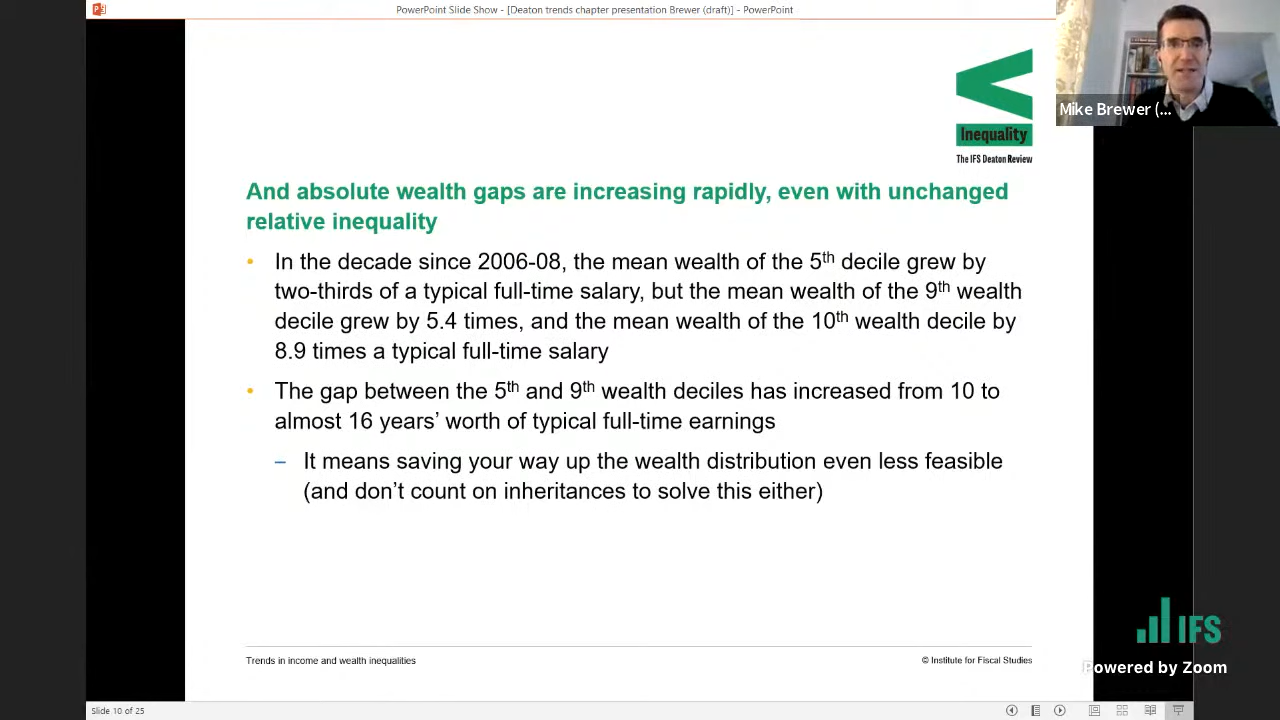 PowerPoint Slide Show - [Deaton trends chapter presentation Brewer (draft)] - PowerPoint
Mike Brewer (...
Inequality
The IFS Deaton Review
And absolute wealth gaps are increasing rapidly, even with unchanged
relative inequality
• In the decade since 2006-08, the mean wealth of the 5th decile grew by
two-thirds of a typical full-time salary, but the mean wealth of the 9th wealth
decile grew by 5.4 times, and the mean wealth of the 10th wealth decile by
8.9 times a typical full-time salary
• The gap between the 5th and 9th wealth deciles has increased from 10 to
almost 16 years’ worth of typical full-time earnings
– It means saving your way up the wealth distribution even less feasible
(and don’t count on inheritances to solve this either)
IFS
Powered by Zoom
Trends in income and wealth inequalities
© Institute for Fiscal Studies
Slide 10 of 25